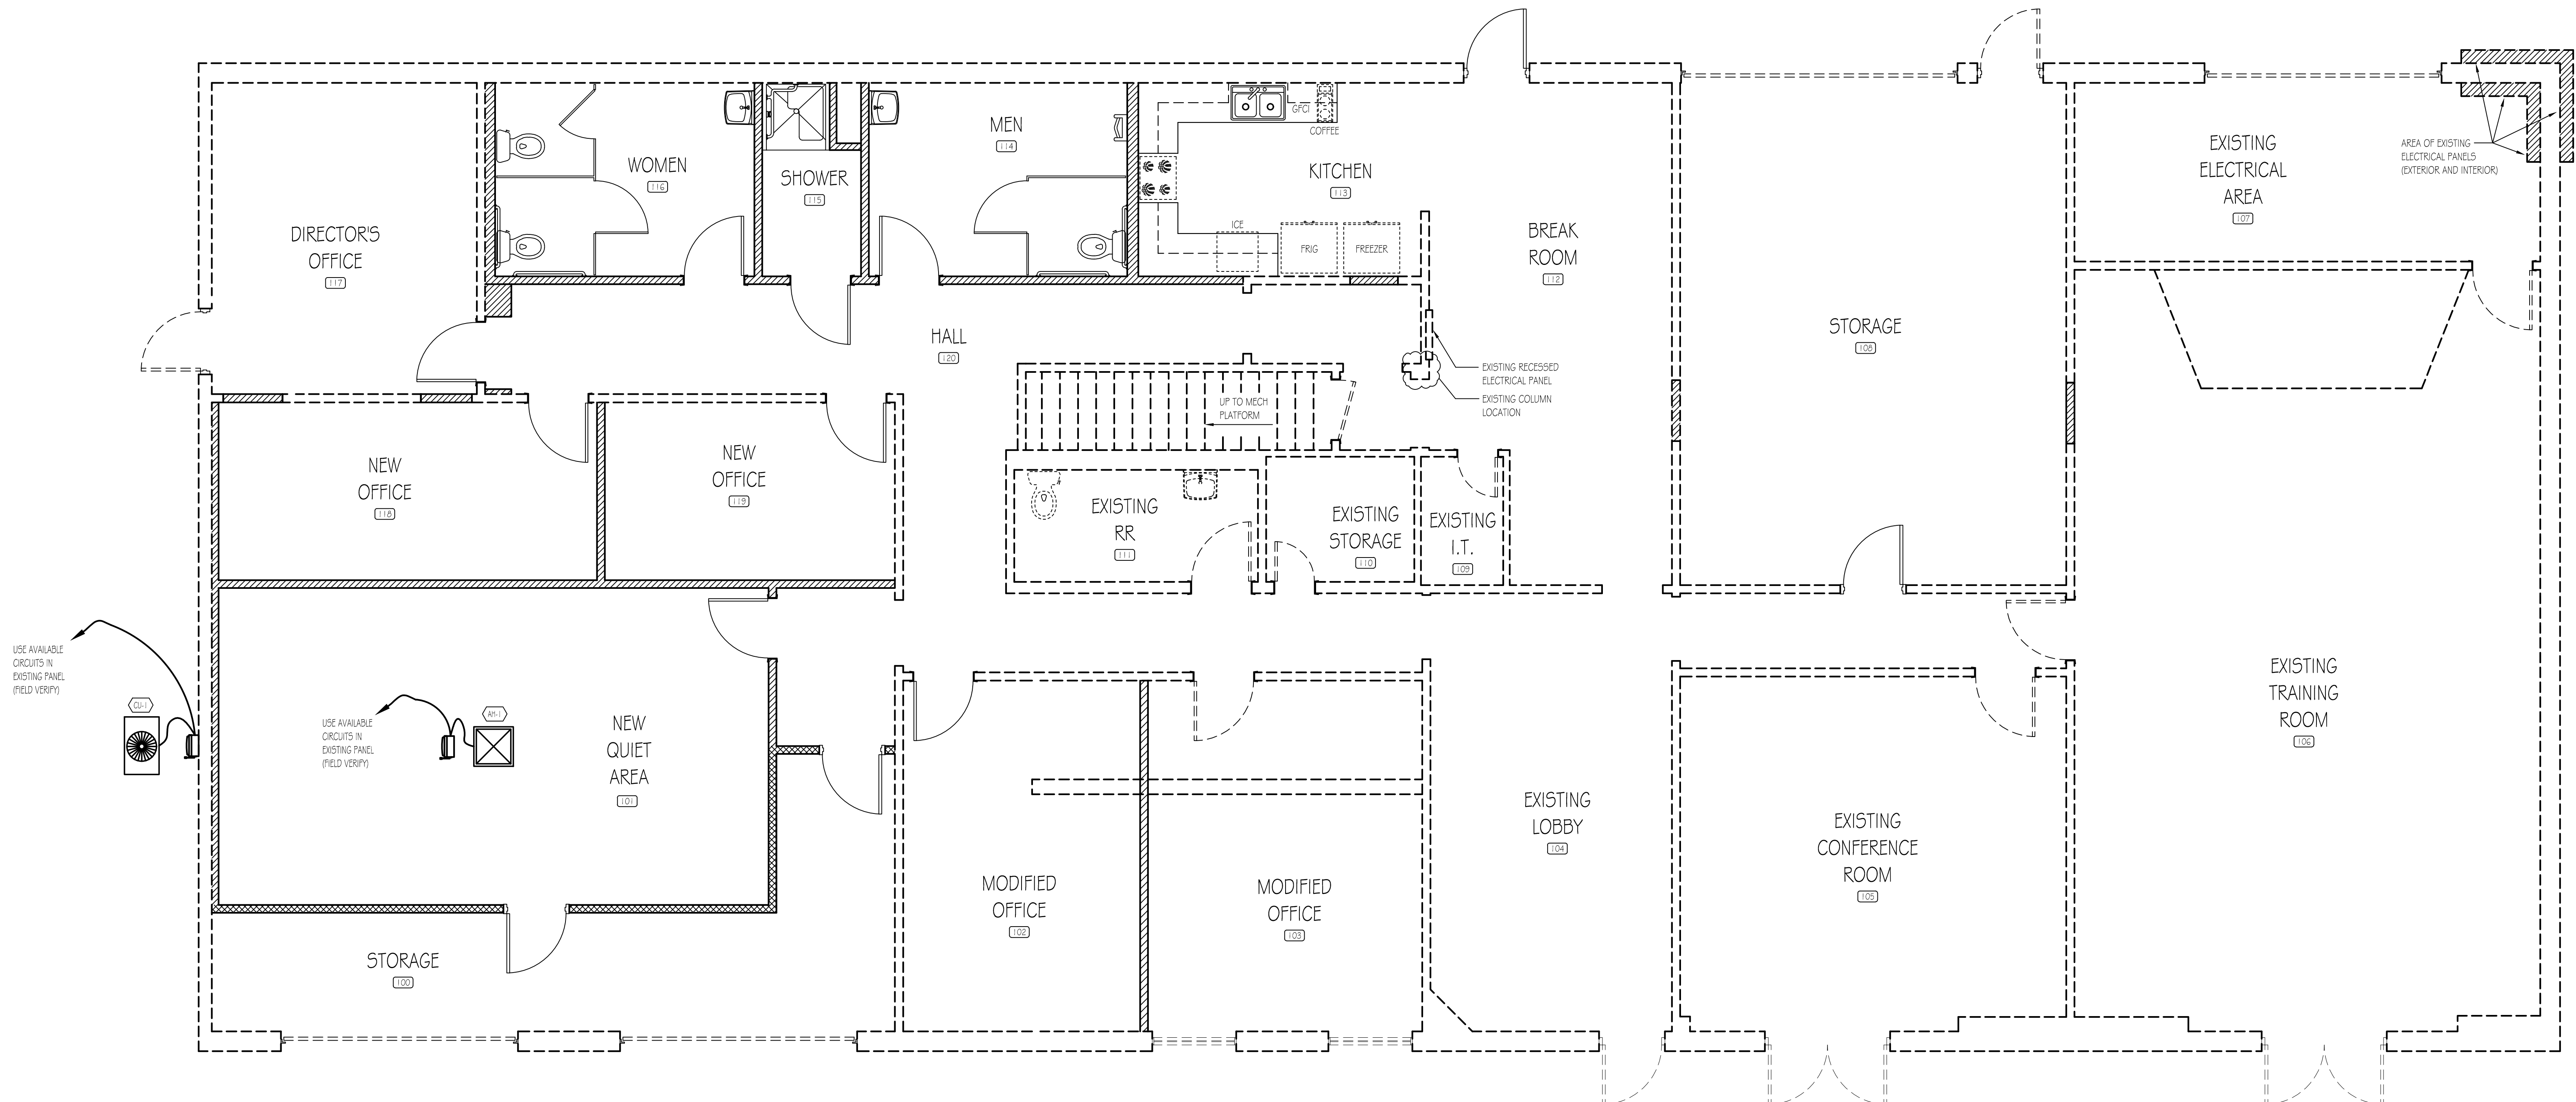 MEN
114
WOMEN
116
SHOWER
115
GFCI
COFFEE
KITCHEN
113
ICE
FRIG
FREEZER
EXISTING
ELECTRICAL
AREA
107
AREA OF EXISTING
ELECTRICAL PANELS
(EXTERIOR AND INTERIOR)
DIRECTOR'S
OFFICE
117
BREAK
ROOM
112
HALL
120
STORAGE
108
EXISTING RECESSED
ELECTRICAL PANEL
EXISTING COLUMN
LOCATION
UP TO MECH
PLATFORM
NEW
OFFICE
118
NEW
OFFICE
119
EXISTING
RR
111
EXISTING
STORAGE
110
EXISTING
I.T.
109
USE AVAILABLE
CIRCUITS IN
EXISTING PANEL
(FIELD VERIFY)
CU-1
USE AVAILABLE
CIRCUITS IN
EXISTING PANEL
(FIELD VERIFY)
AH-1
NEW
QUIET
AREA
101
EXISTING
TRAINING
ROOM
106
EXISTING
LOBBY
104
EXISTING
CONFERENCE
ROOM
105
MODIFIED
OFFICE
102
MODIFIED
OFFICE
103
STORAGE
100